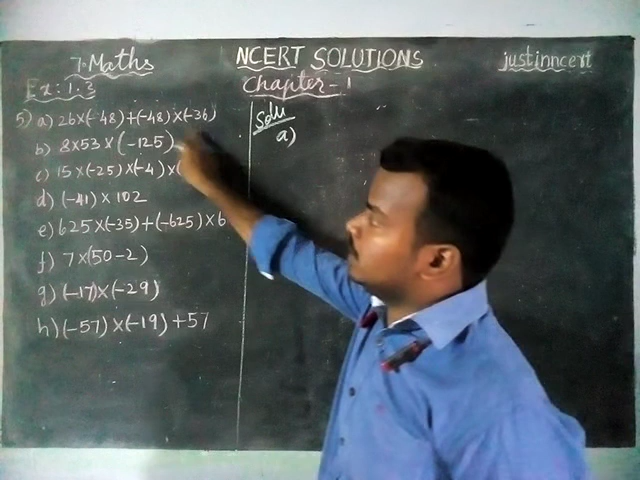 7. Maths NCERT SOLUTIONS justinncert
Ex: 1.3 Chapter - 1
5) a) 26×(-48)+(-48)×(-36)
b) 8×53×(-125)
c) 15×(-25)×(-4)×(
d) (-41) × 102
e) 625×(-35)+(-625)×6
f) 7×(50-2)
g) (-17)×(-29)
h) (-57)×(-19)+57
Solu
a)